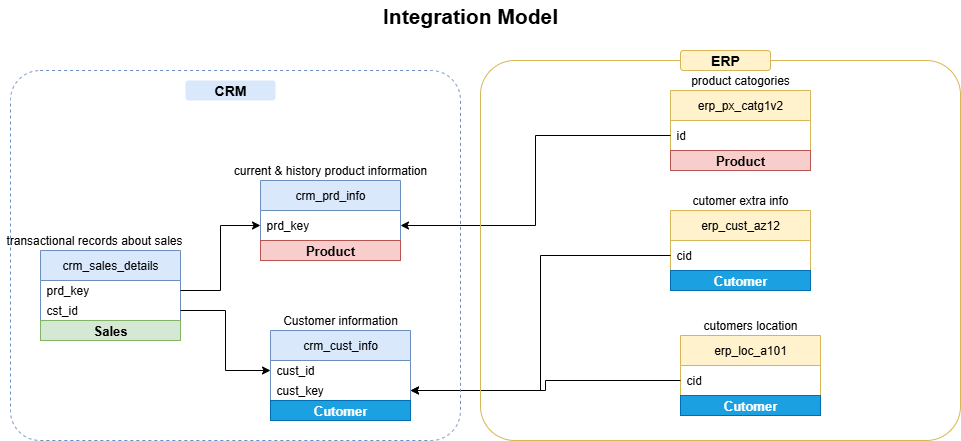 Integration Model
CRM
current & history product information
crm_prd_info
prd_key
Product
transactional records about sales
crm_sales_details
prd_key
cst_id
Sales
Customer information
crm_cust_info
cust_id
cust_key
Cutomer
ERP
product catogories
erp_px_catg1v2
id
Product
cutomer extra info
erp_cust_az12
cid
Cutomer
cutomers location
erp_loc_a101
cid
Cutomer